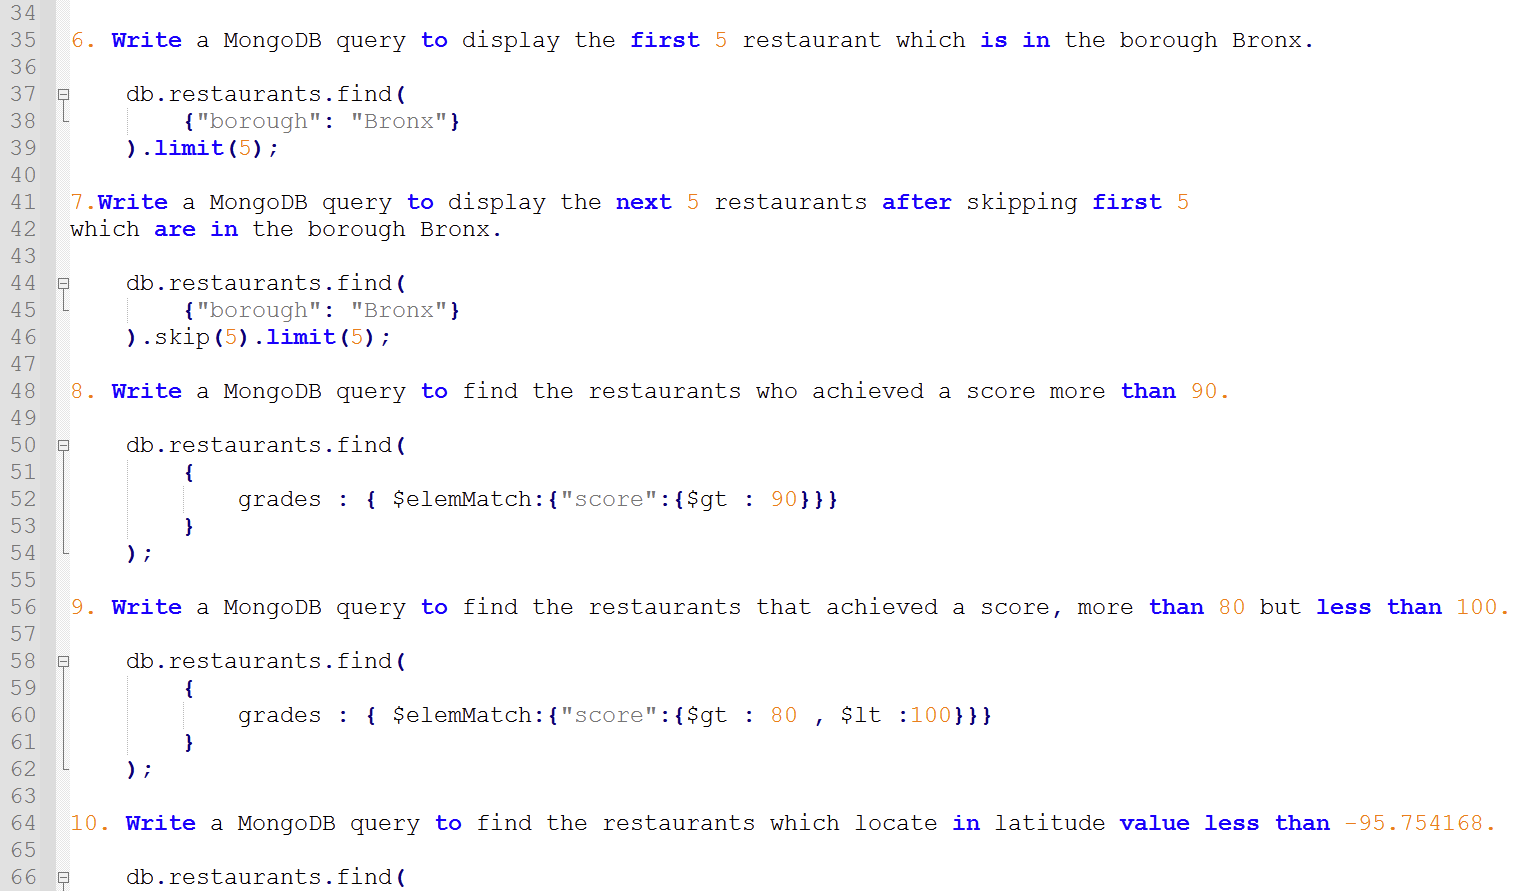 34
35 6. Write a MongoDB query to display the first 5 restaurant which is in the borough Bronx.
36
37 db.restaurants.find(
38 {"borough": "Bronx"}
39 ).limit(5);
40
41 7.Write a MongoDB query to display the next 5 restaurants after skipping first 5
42 which are in the borough Bronx.
43
44 db.restaurants.find(
45 {"borough": "Bronx"}
46 ).skip(5).limit(5);
47
48 8. Write a MongoDB query to find the restaurants who achieved a score more than 90.
49
50 db.restaurants.find(
51 {
52 grades : { $elemMatch:{"score":{$gt : 90}}}
53 }
54 );
55
56 9. Write a MongoDB query to find the restaurants that achieved a score, more than 80 but less than 100.
57
58 db.restaurants.find(
59 {
60 grades : { $elemMatch:{"score":{$gt : 80 , $lt :100}}}
61 }
62 );
63
64 10. Write a MongoDB query to find the restaurants which locate in latitude value less than -95.754168.
65
66 db.restaurants.find(